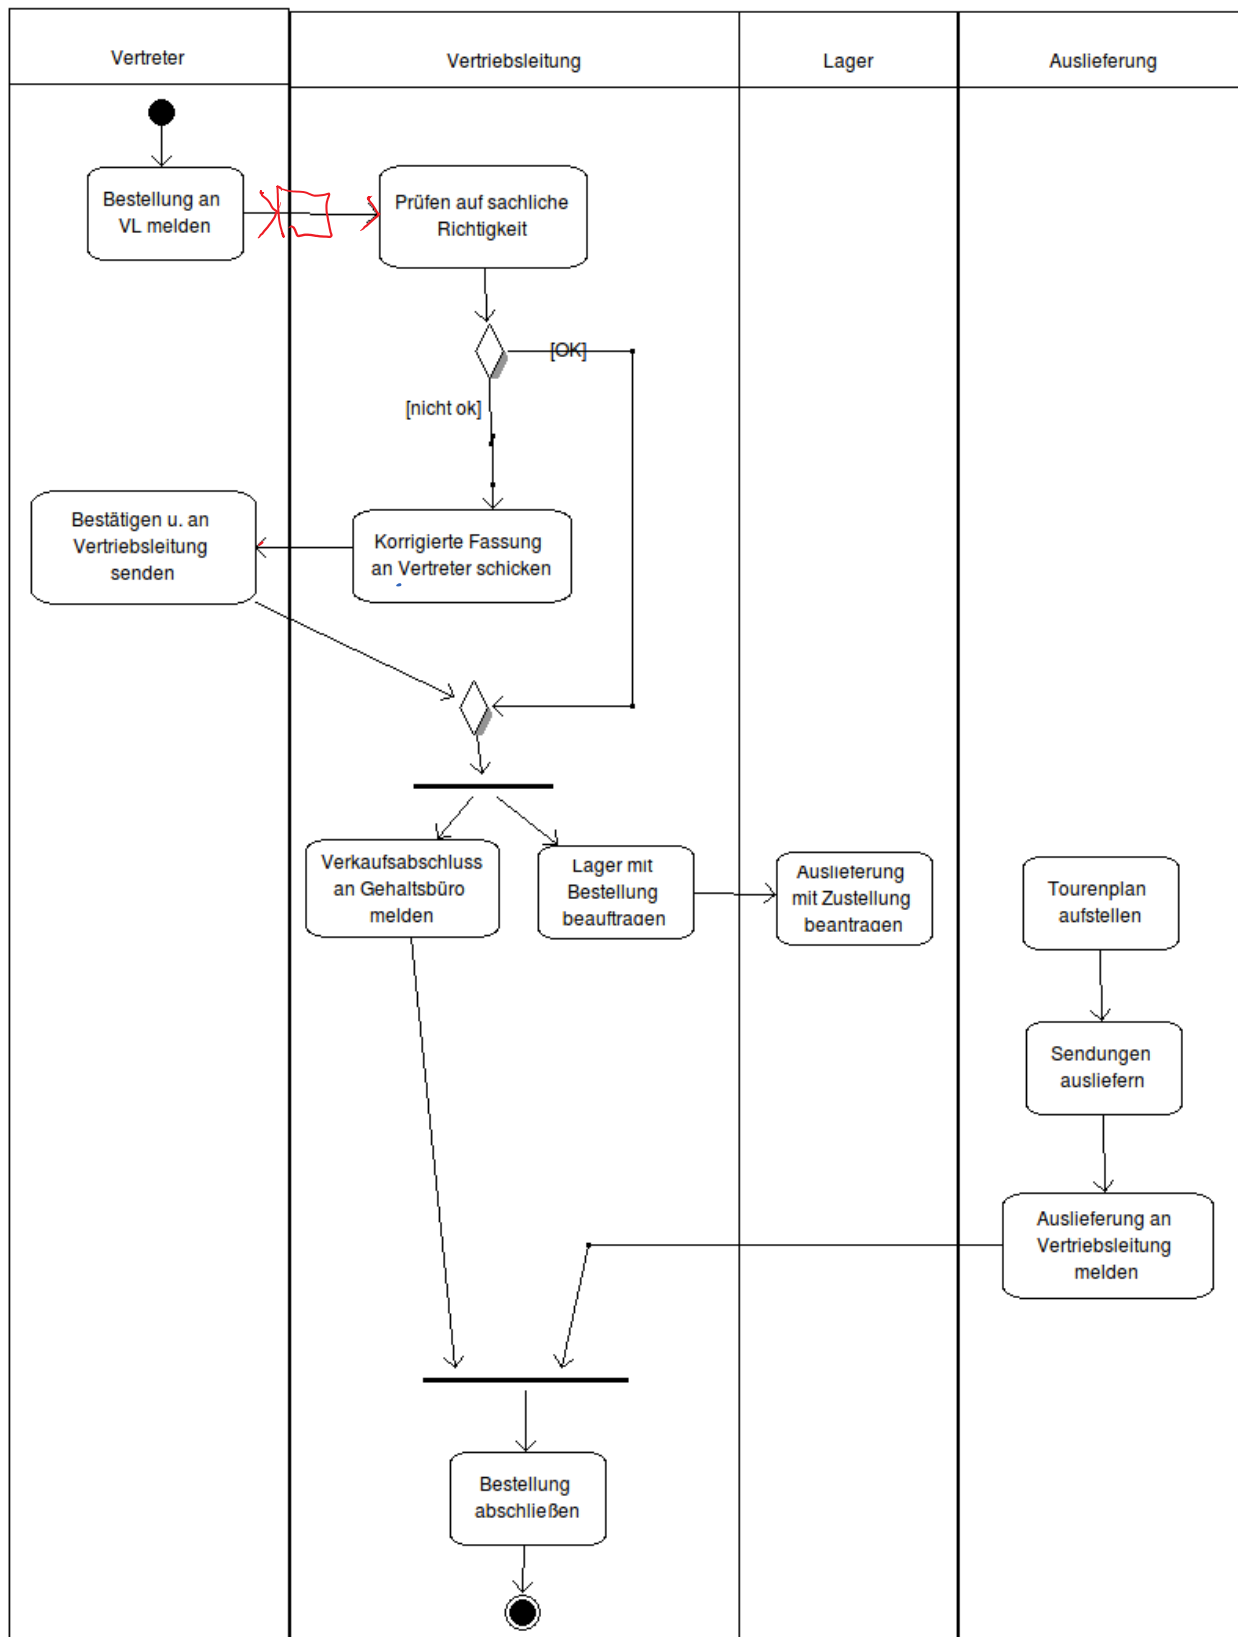 Vertreter
Vertriebsleitung
Lager
Auslieferung
Bestellung an
VL melden
Prüfen auf sachliche
Richtigkeit
[OK]
[nicht ok]
Bestätigen u. an
Vertriebsleitung
senden
Korrigierte Fassung
an Vertreter schicken
Verkaufsabschluss
an Gehaltsbüro
melden
Lager mit
Bestellung
beauftragen
Auslieferung
mit Zustellung
beantragen
Tourenplan
aufstellen
Sendungen
ausliefern
Auslieferung an
Vertriebsleitung
melden
Bestellung
abschließen